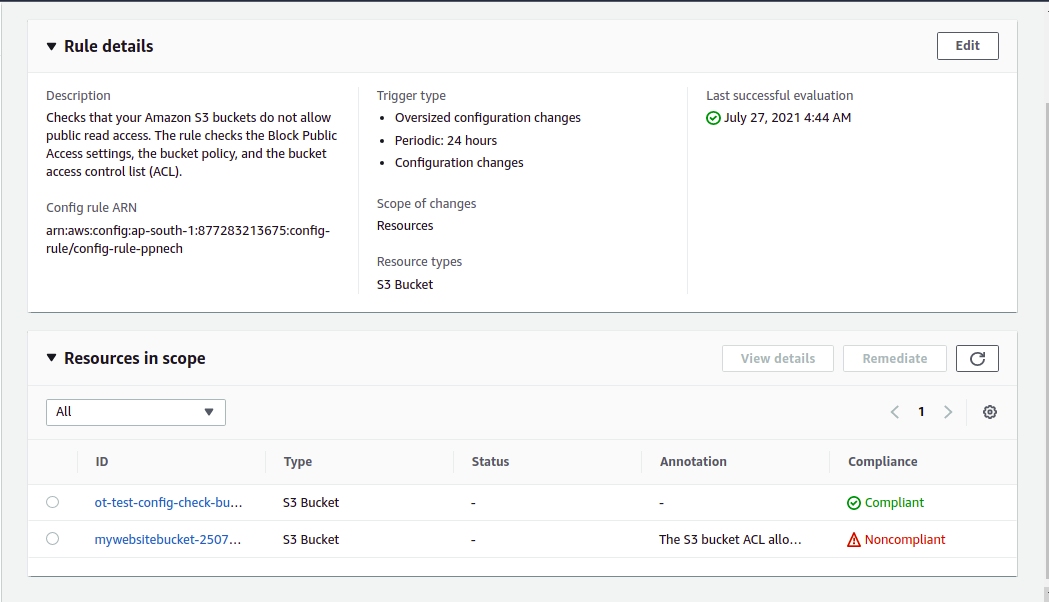 Rule details
Edit
Description
Checks that your Amazon S3 buckets do not allow
public read access. The rule checks the Block Public
Access settings, the bucket policy, and the bucket
access control list (ACL).
Config rule ARN
arn:aws:config:ap-south-1:877283213675:config-
rule/config-rule-ppnech
Trigger type
• Oversized configuration changes
• Periodic: 24 hours
• Configuration changes
Scope of changes
Resources
Resource types
S3 Bucket
Last successful evaluation
July 27, 2021 4:44 AM
Resources in scope
View details Remediate
All
1
ID Type Status Annotation Compliance
ot-test-config-check-bu... S3 Bucket - - Compliant
mywebsitebucket-2507... S3 Bucket - The S3 bucket ACL allo... Noncompliant